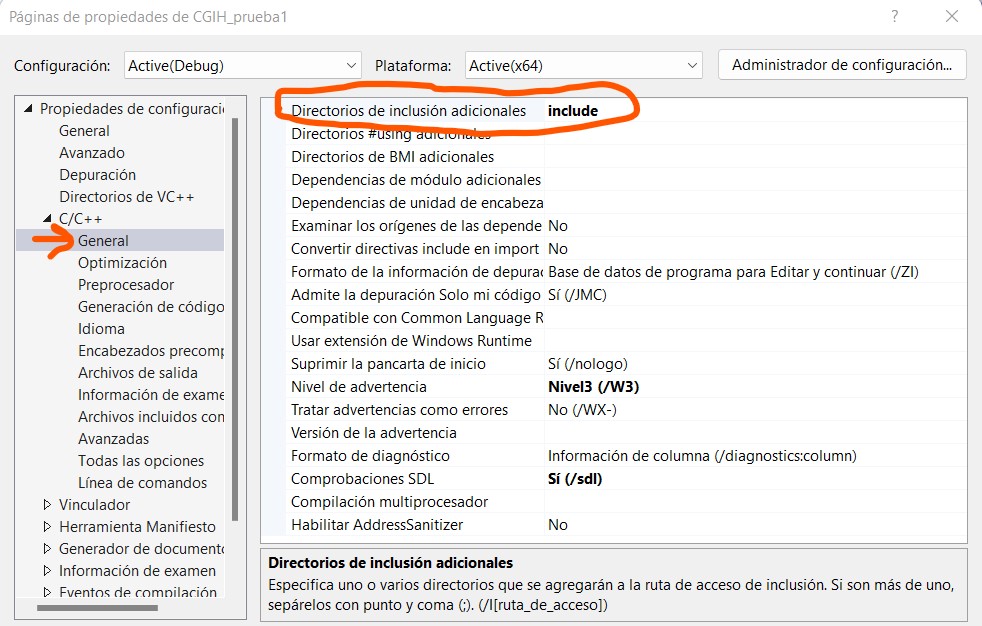 Páginas de propiedades de CGIH_prueba1 ?
Configuración: Active(Debug) Plataforma: Active(x64) Administrador de configuración...
Propiedades de configuraci
General
Avanzado
Depuración
Directorios de VC++
C/C++
General
Optimización
Preprocesador
Generación de código
Idioma
Encabezados precomp
Archivos de salida
Información de exame
Archivos incluidos con
Avanzadas
Todas las opciones
Línea de comandos
Vinculador
Herramienta Manifiesto
Generador de documento
Información de examen
Eventos de compilación
Directorios de inclusión adicionales include
Directorios #using adicionales
Directorios de BMI adicionales
Dependencias de módulo adicionales
Dependencias de unidad de encabeza
Examinar los orígenes de las depende No
Convertir directivas include en import No
Formato de la información de depurac Base de datos de programa para Editar y continuar (/ZI)
Admite la depuración Solo mi código Sí (/JMC)
Compatible con Common Language R
Usar extensión de Windows Runtime
Suprimir la pancarta de inicio Sí (/nologo)
Nivel de advertencia Nivel3 (/W3)
Tratar advertencias como errores No (/WX-)
Versión de la advertencia
Formato de diagnóstico Información de columna (/diagnostics:column)
Comprobaciones SDL Sí (/sdl)
Compilación multiprocesador
Habilitar AddressSanitizer No
Directorios de inclusión adicionales
Especifica uno o varios directorios que se agregarán a la ruta de acceso de inclusión. Si son más de uno,
sepárelos con punto y coma (;). (/I[ruta_de_acceso])